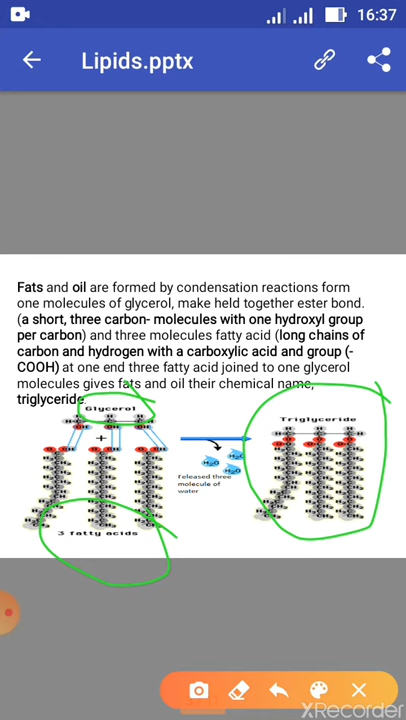 16:37
Lipids.pptx
Fats and oil are formed by condensation reactions form
one molecules of glycerol, make held together ester bond.
(a short, three carbon- molecules with one hydroxyl group
per carbon) and three molecules fatty acid (long chains of
carbon and hydrogen with a carboxylic acid and group (-
COOH) at one end three fatty acid joined to one glycerol
molecules gives fats and oil their chemical name,
triglyceride.
Glycerol
Triglyceride
+
H₂O
H₂O
H₂O
released three
molecule of
water
3 fatty acids
XRecorder